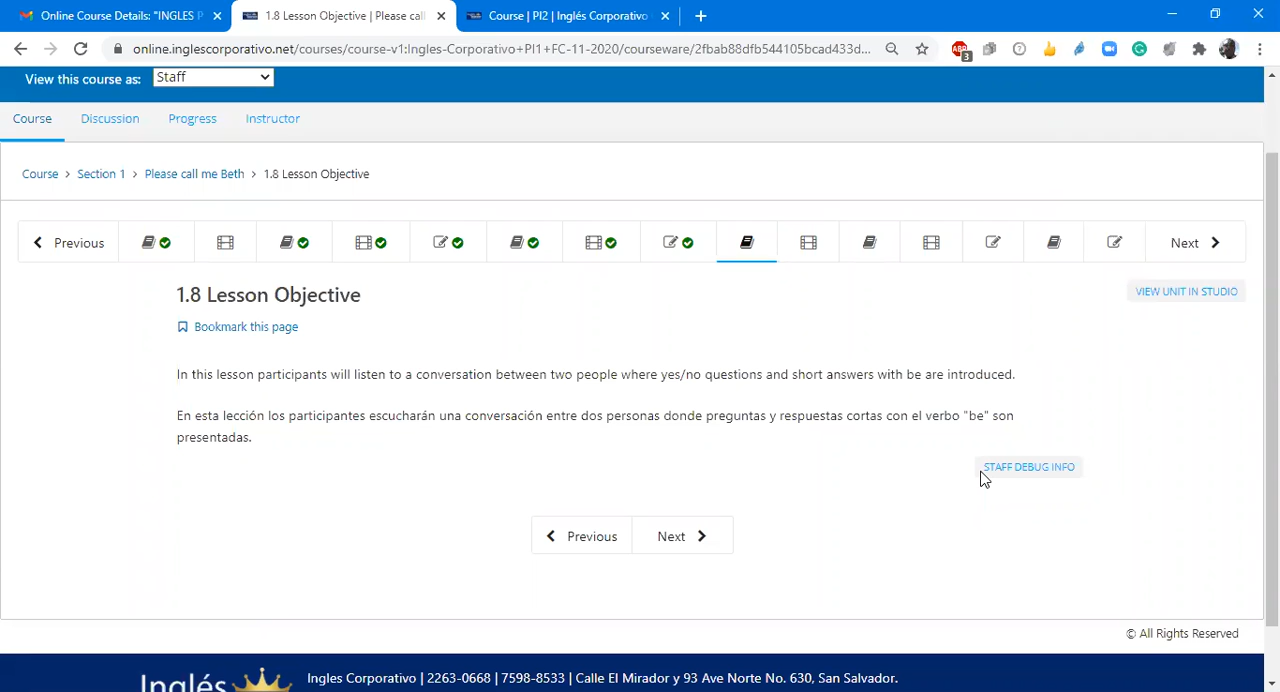 Online Course Details: "INGLES P
1.8 Lesson Objective | Please call
Course | PI2 | Inglés Corporativo
online.inglescorporativo.net/courses/course-v1:Ingles-Corporativo+PI1+FC-11-2020/courseware/2fbab88dfb544105bcad433d...
3
View this course as: Staff
Course Discussion Progress Instructor
Course > Section 1 > Please call me Beth > 1.8 Lesson Objective
Previous Next
1.8 Lesson Objective
VIEW UNIT IN STUDIO
Bookmark this page
In this lesson participants will listen to a conversation between two people where yes/no questions and short answers with be are introduced.
En esta lección los participantes escucharán una conversación entre dos personas donde preguntas y respuestas cortas con el verbo "be" son
presentadas.
STAFF DEBUG INFO
Previous Next
© All Rights Reserved
Inglés
Ingles Corporativo | 2263-0668 | 7598-8533 | Calle El Mirador y 93 Ave Norte No. 630, San Salvador.